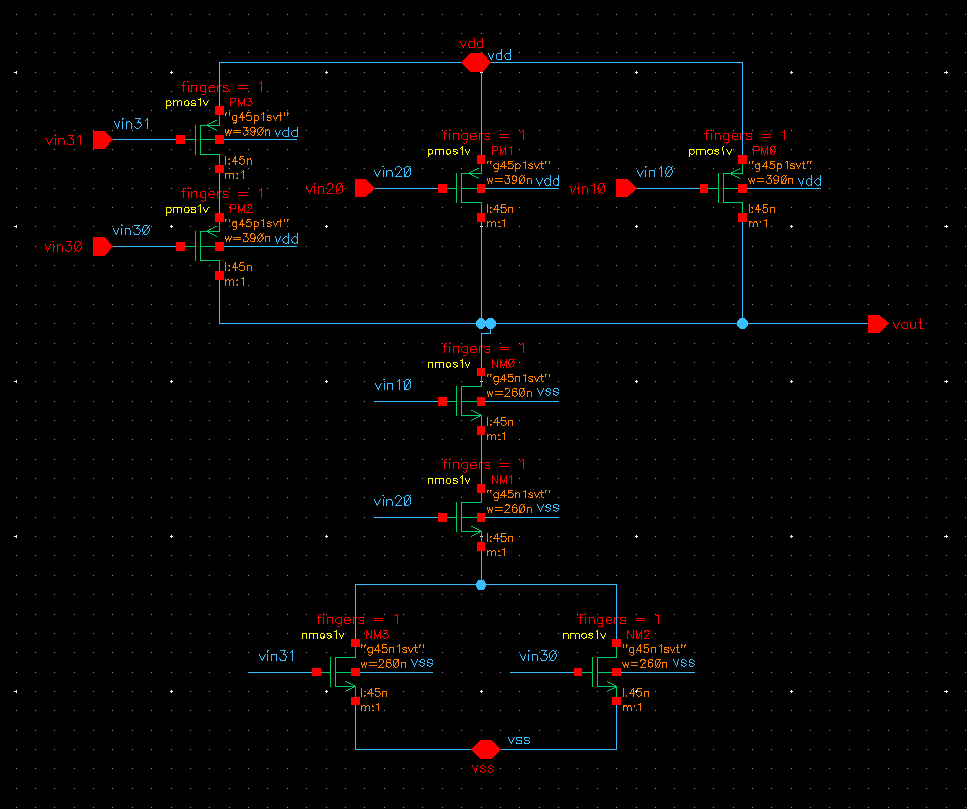 vdd
vdd
fingers = 1
pmos1v PM3
vin31
vin31
"g45p1svt"
w=390n vdd
l:45n
m:1
fingers = 1
pmos1v PM2
vin30
vin30
"g45p1svt"
w=390n vdd
l:45n
m:1
fingers = 1
pmos1v PM1
vin20
vin20
"g45p1svt"
w=390n vdd
l:45n
m:1
fingers = 1
pmos1v PM0
vin10
vin10
"g45p1svt"
w=390n vdd
l:45n
m:1
vout
fingers = 1
nmos1v NM0
vin10
"g45n1svt"
w=260n vss
l:45n
m:1
fingers = 1
nmos1v NM1
vin20
"g45n1svt"
w=260n vss
l:45n
m:1
fingers = 1
nmos1v NM3
vin31
"g45n1svt"
w=260n vss
l:45n
m:1
fingers = 1
nmos1v NM2
vin30
"g45n1svt"
w=260n vss
l:45n
m:1
vss
vss